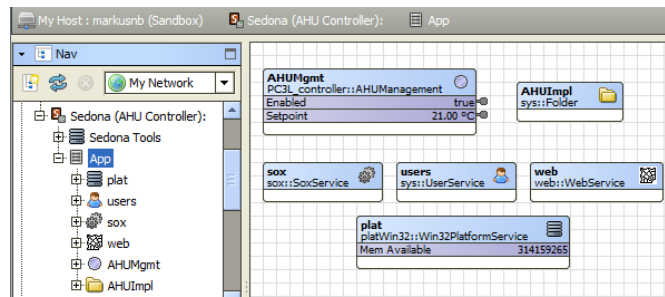 My Host : markusnb (Sandbox) Sedona (AHU Controller): App
Nav
My Network
Sedona (AHU Controller):
Sedona Tools
App
plat
users
sox
web
AHUMgmt
AHUImpl
AHUMgmt
PC3L_controller::AHUManagement
Enabled true
Setpoint 21.00 ºC
AHUImpl
sys::Folder
sox
sox::SoxService
users
sys::UserService
web
web::WebService
plat
platWin32::Win32PlatformService
Mem Available 314159265